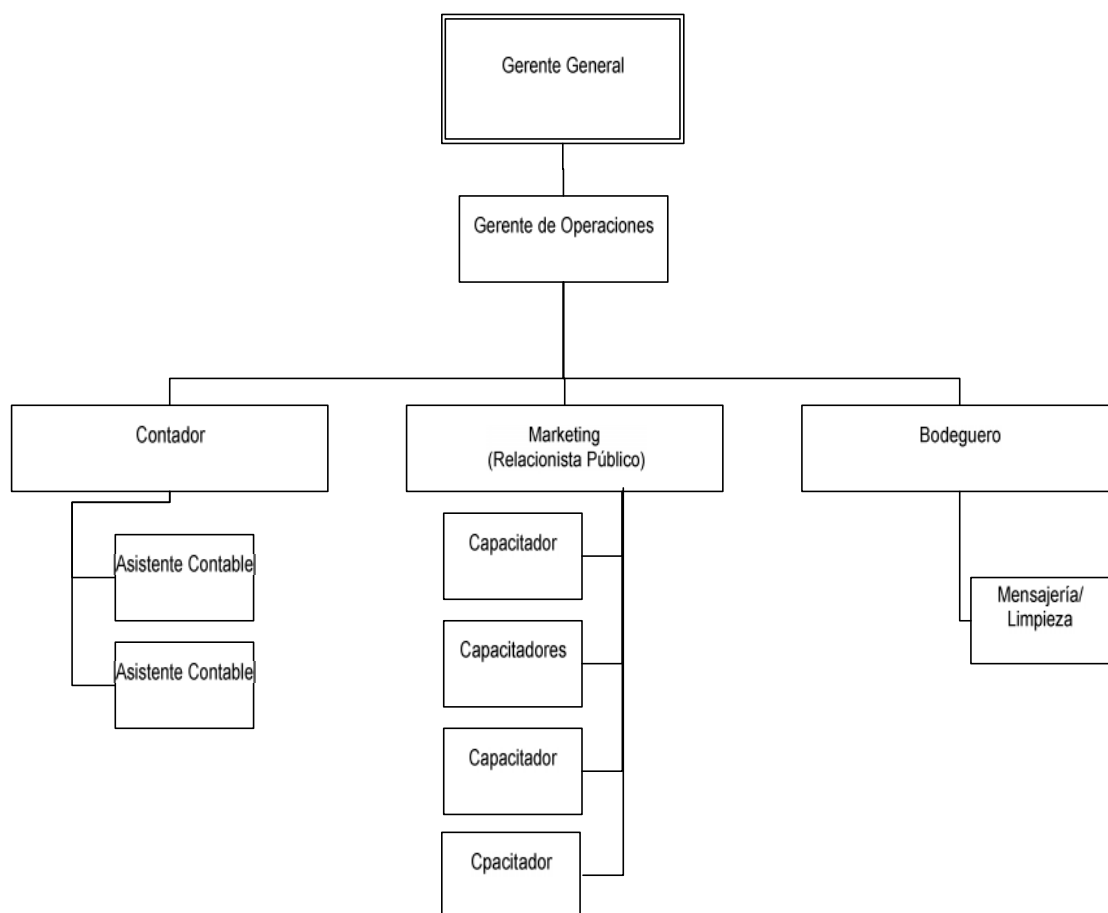 Gerente General
Gerente de Operaciones
Contador
Marketing
(Relacionista Público)
Bodeguero
Asistente Contable
Asistente Contable
Capacitador
Capacitadores
Capacitador
Cpacitador
Mensajería/
Limpieza